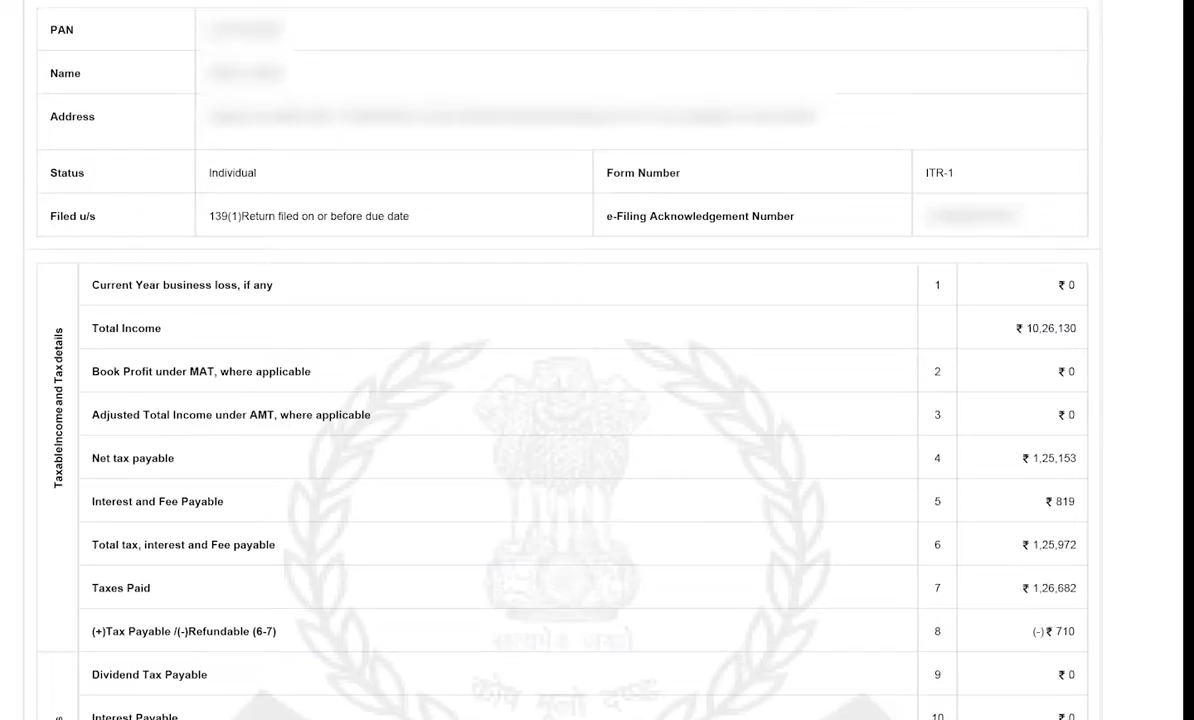 PAN
Name
Address
Status Individual Form Number ITR-1
Filed u/s 139(1)Return filed on or before due date e-Filing Acknowledgement Number
Taxable Income and Tax details
Current Year business loss, if any 1 ₹ 0
Total Income ₹ 10,26,130
Book Profit under MAT, where applicable 2 ₹ 0
Adjusted Total Income under AMT, where applicable 3 ₹ 0
Net tax payable 4 ₹ 1,25,153
Interest and Fee Payable 5 ₹ 819
Total tax, interest and Fee payable 6 ₹ 1,25,972
Taxes Paid 7 ₹ 1,26,682
(+)Tax Payable /(-)Refundable (6-7) 8 (-) ₹ 710
सत्यमेव जयते
कोष मूलो दण्डः
Dividend Tax Payable 9 ₹ 0
Interest Payable 10 ₹ 0